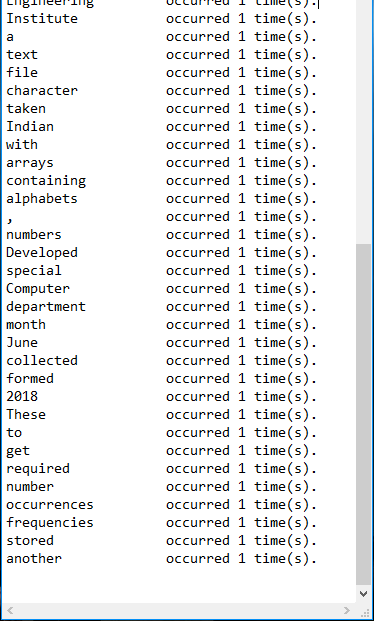 Engineering occurred 1 time(s).
Institute occurred 1 time(s).
a occurred 1 time(s).
text occurred 1 time(s).
file occurred 1 time(s).
character occurred 1 time(s).
taken occurred 1 time(s).
Indian occurred 1 time(s).
with occurred 1 time(s).
arrays occurred 1 time(s).
containing occurred 1 time(s).
alphabets occurred 1 time(s).
, occurred 1 time(s).
numbers occurred 1 time(s).
Developed occurred 1 time(s).
special occurred 1 time(s).
Computer occurred 1 time(s).
department occurred 1 time(s).
month occurred 1 time(s).
June occurred 1 time(s).
collected occurred 1 time(s).
formed occurred 1 time(s).
2018 occurred 1 time(s).
These occurred 1 time(s).
to occurred 1 time(s).
get occurred 1 time(s).
required occurred 1 time(s).
number occurred 1 time(s).
occurrences occurred 1 time(s).
frequencies occurred 1 time(s).
stored occurred 1 time(s).
another occurred 1 time(s).